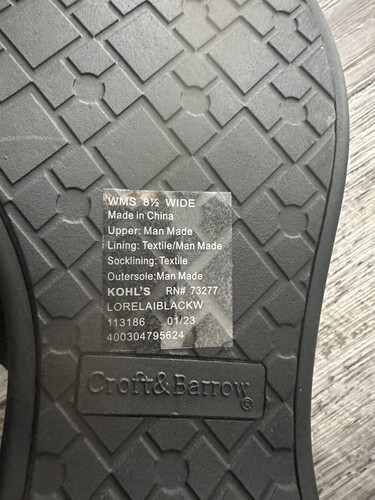 WMS 8½ WIDE
Made in China
Upper: Man Made
Lining: Textile/Man Made
Socklining: Textile
Outersole:Man Made
KOHL'S RN# 73277
LORELAIBLACKW
113186 01/23
400304795624
Croft&Barrow®